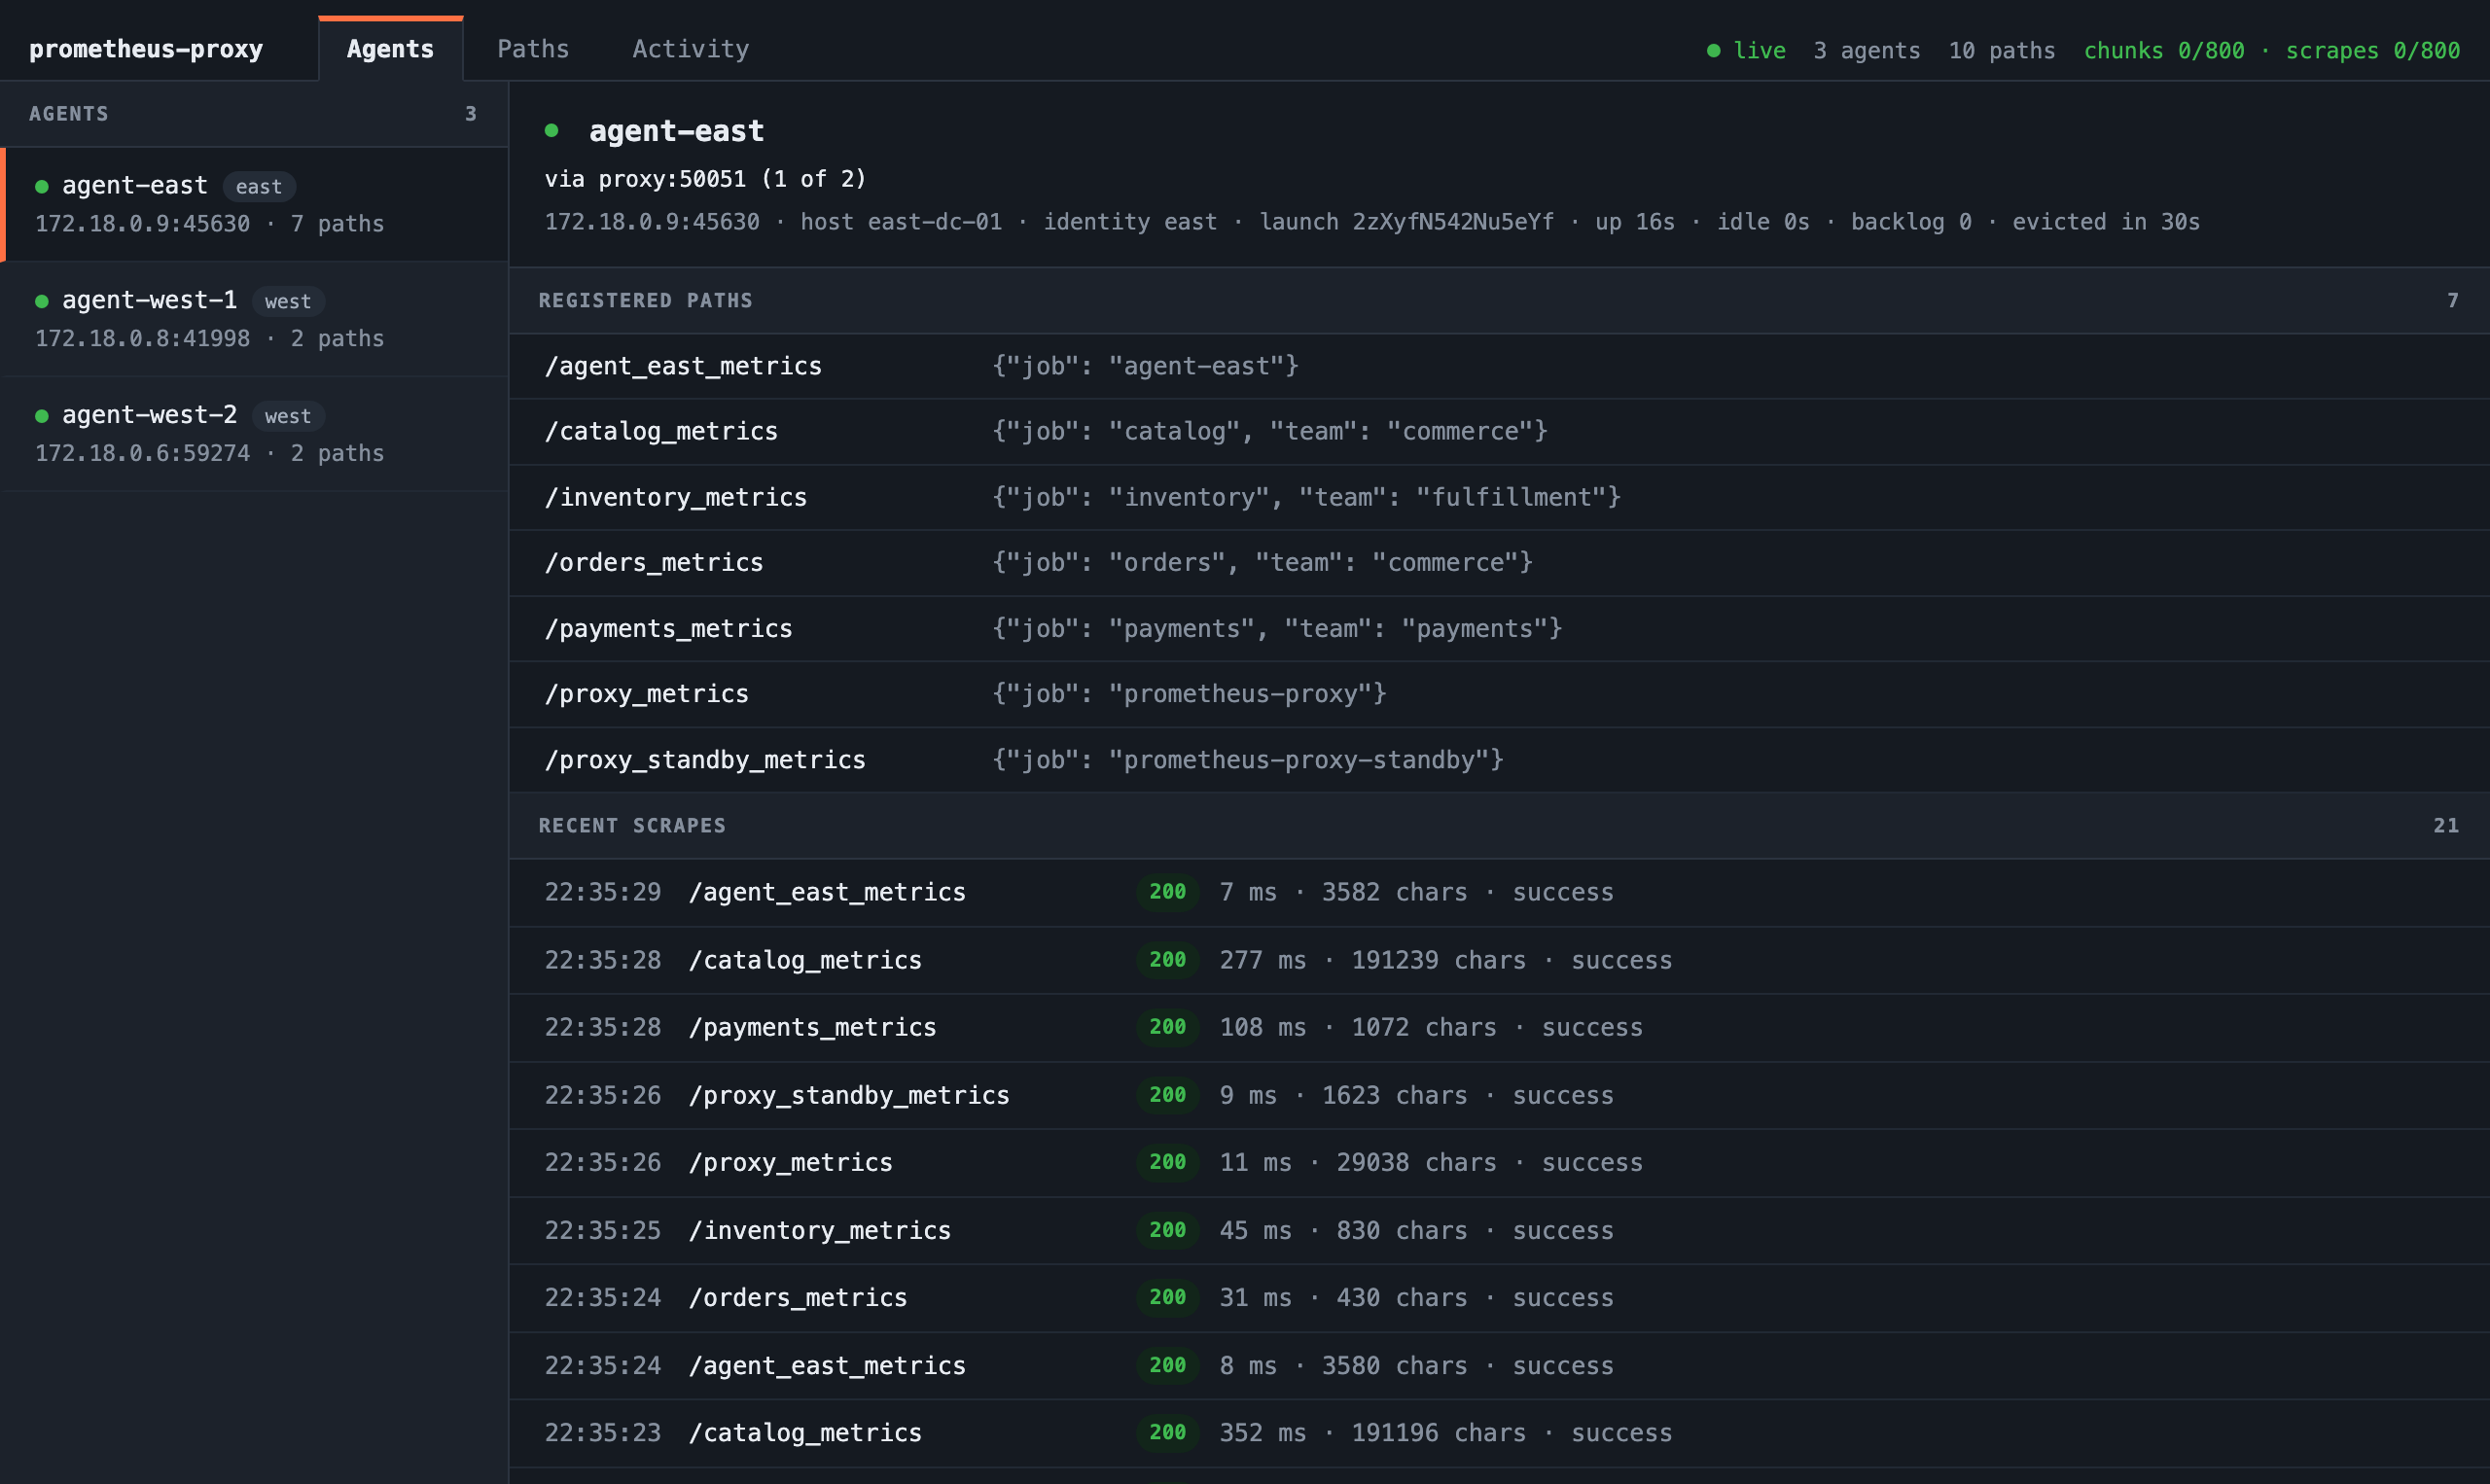 prometheus-proxy Agents Paths Activity live 3 agents 10 paths chunks 0/800 · scrapes 0/800
AGENTS 3
agent-east east
172.18.0.9:45630 · 7 paths
agent-west-1 west
172.18.0.8:41998 · 2 paths
agent-west-2 west
172.18.0.6:59274 · 2 paths
agent-east
via proxy:50051 (1 of 2)
172.18.0.9:45630 · host east-dc-01 · identity east · launch 2zXyfN542Nu5eYf · up 16s · idle 0s · backlog 0 · evicted in 30s
REGISTERED PATHS 7
/agent_east_metrics {"job": "agent-east"}
/catalog_metrics {"job": "catalog", "team": "commerce"}
/inventory_metrics {"job": "inventory", "team": "fulfillment"}
/orders_metrics {"job": "orders", "team": "commerce"}
/payments_metrics {"job": "payments", "team": "payments"}
/proxy_metrics {"job": "prometheus-proxy"}
/proxy_standby_metrics {"job": "prometheus-proxy-standby"}
RECENT SCRAPES 21
22:35:29 /agent_east_metrics 200 7 ms · 3582 chars · success
22:35:28 /catalog_metrics 200 277 ms · 191239 chars · success
22:35:28 /payments_metrics 200 108 ms · 1072 chars · success
22:35:26 /proxy_standby_metrics 200 9 ms · 1623 chars · success
22:35:26 /proxy_metrics 200 11 ms · 29038 chars · success
22:35:25 /inventory_metrics 200 45 ms · 830 chars · success
22:35:24 /orders_metrics 200 31 ms · 430 chars · success
22:35:24 /agent_east_metrics 200 8 ms · 3580 chars · success
22:35:23 /catalog_metrics 200 352 ms · 191196 chars · success